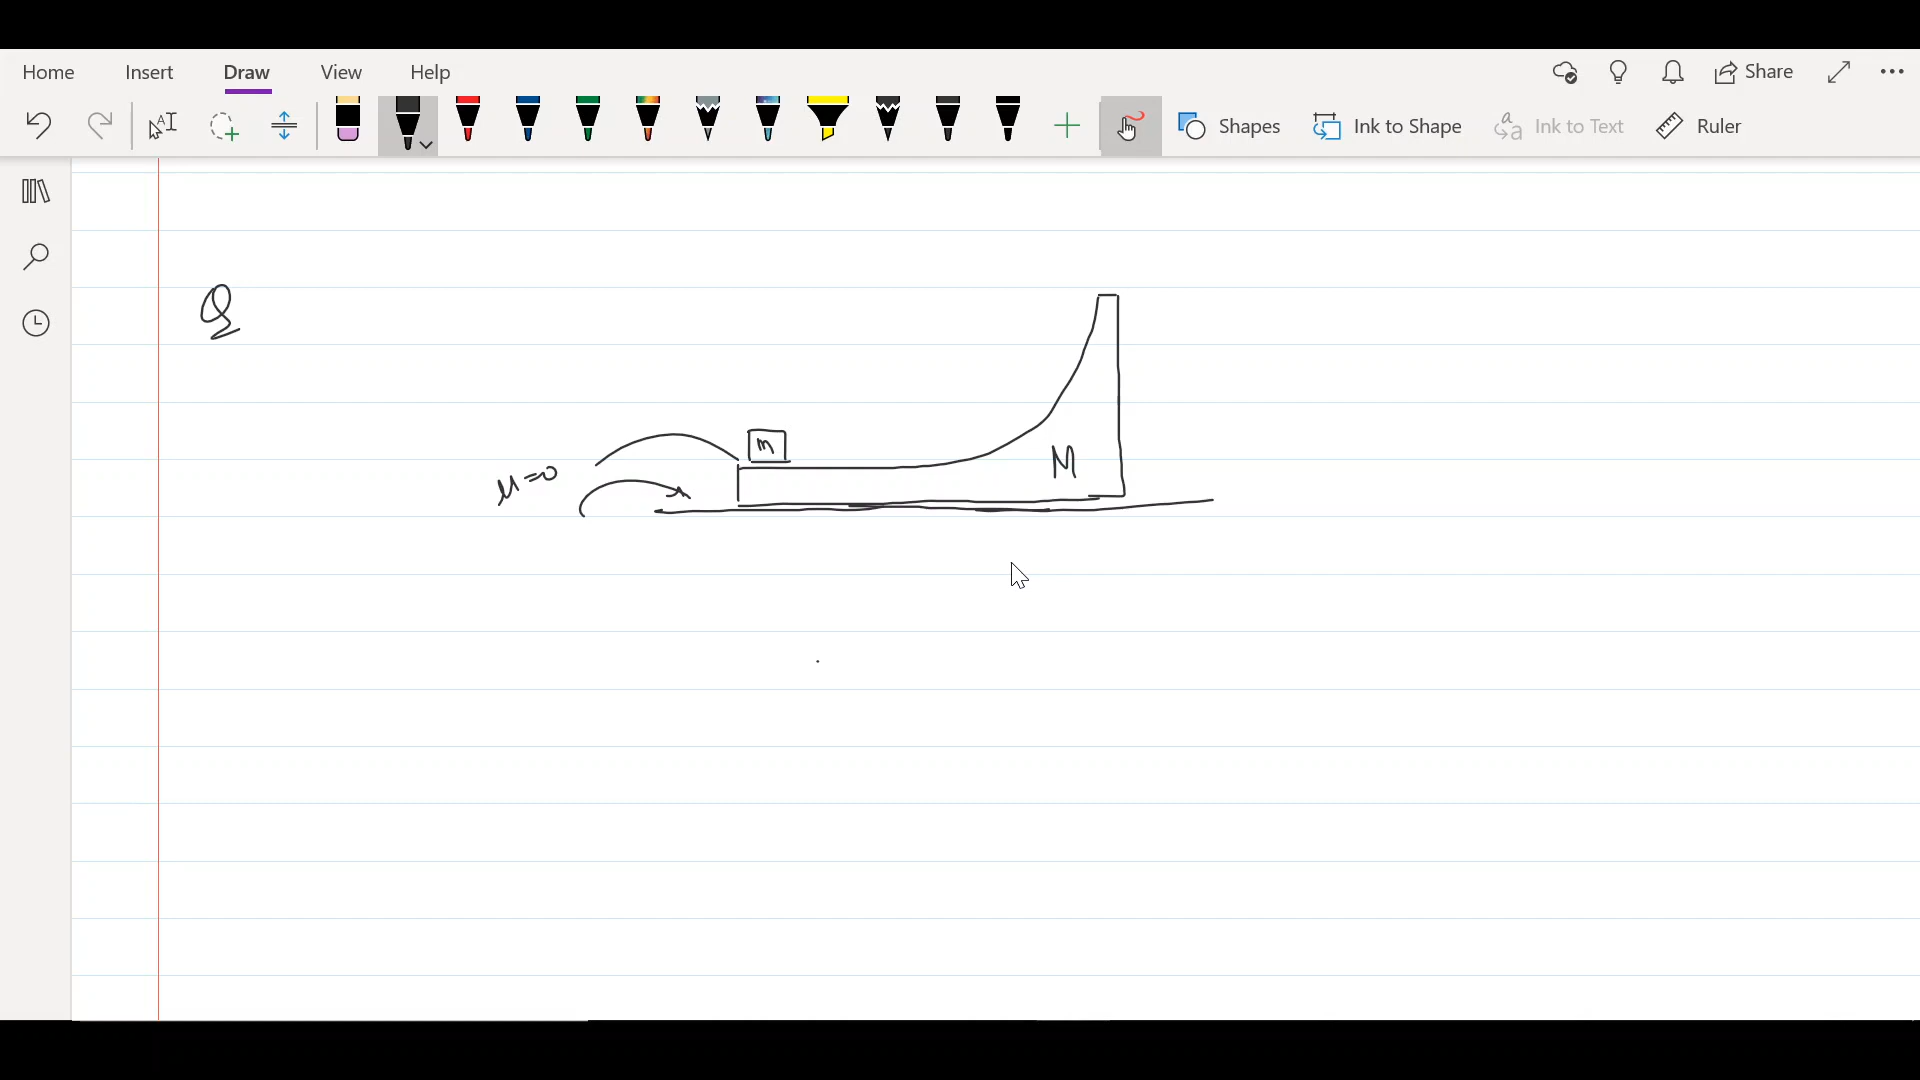 Home Insert Draw View Help Share
Shapes Ink to Shape Ink to Text Ruler
Q
m
M
μ=0